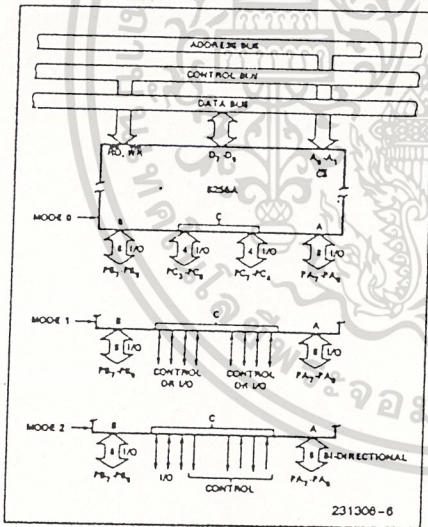 ADDRESS BUS
CONTROL BUS
DATA BUS
RD, WR D7-D0 A0-A1
CS
8255A
MODE 0 B C A
8 I/O 4 I/O 4 I/O 8 I/O
PB7-PB0 PC3-PC0 PC7-PC4 PA7-PA0
MODE 1 B C A
8 I/O CONTROL OR I/O CONTROL OR I/O 8 I/O
PB7-PB0 PA7-PA0
MODE 2 B C A
8 I/O BI-DIRECTIONAL
PB7-PB0 I/O CONTROL PA7-PA0
231308-6